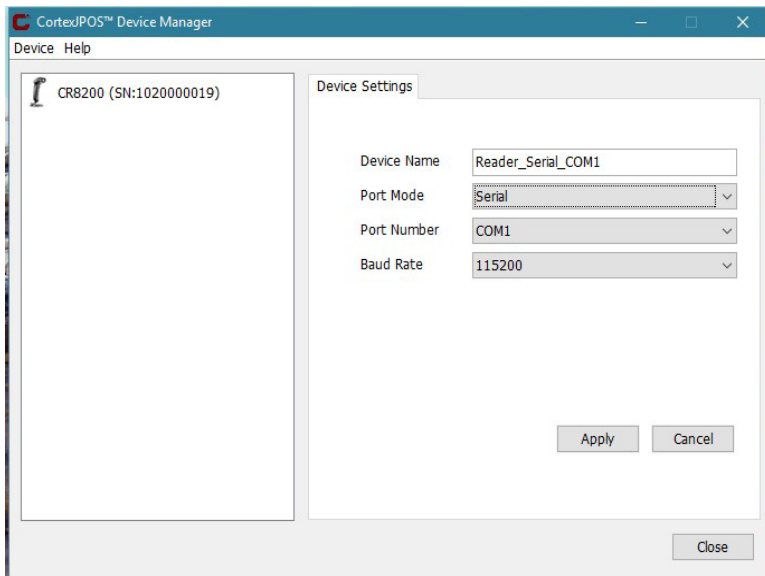 CortexJPOS™ Device Manager
Device Help
CR8200 (SN:1020000019)
Device Settings
Device Name Reader_Serial_COM1
Port Mode Serial
Port Number COM1
Baud Rate 115200
Apply Cancel
Close